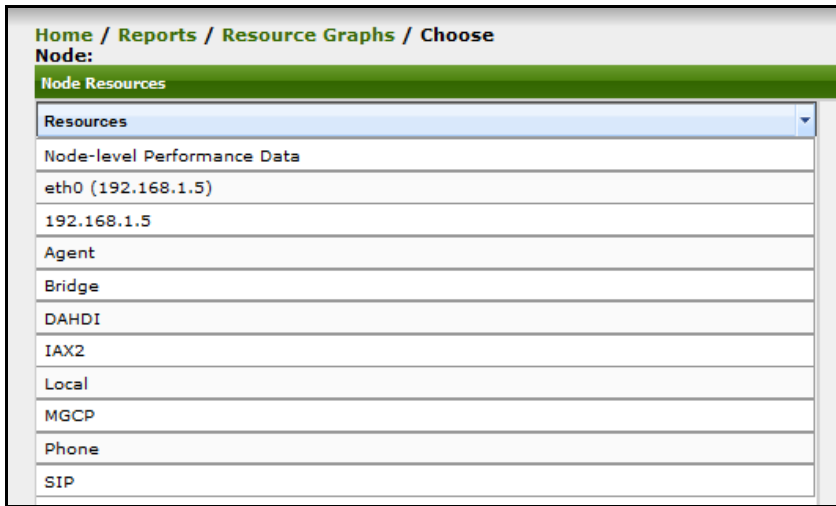 Home / Reports / Resource Graphs / Choose
Node:
Node Resources
Resources
Node-level Performance Data
eth0 (192.168.1.5)
192.168.1.5
Agent
Bridge
DAHDI
IAX2
Local
MGCP
Phone
SIP